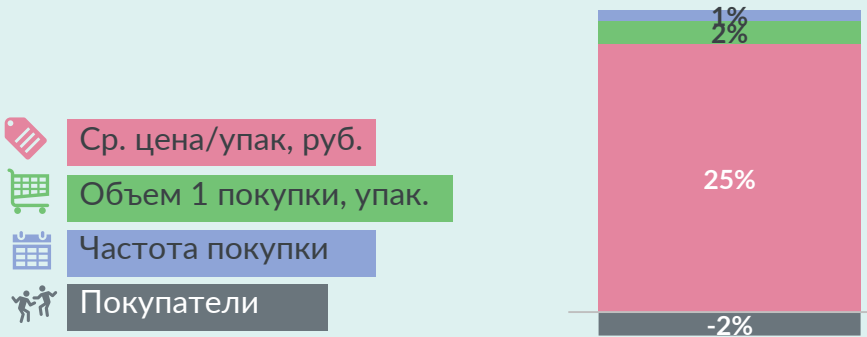 1%
2%
Ср. цена/упак, руб.
Объем 1 покупки, упак.
25%
Частота покупки
Покупатели
-2%